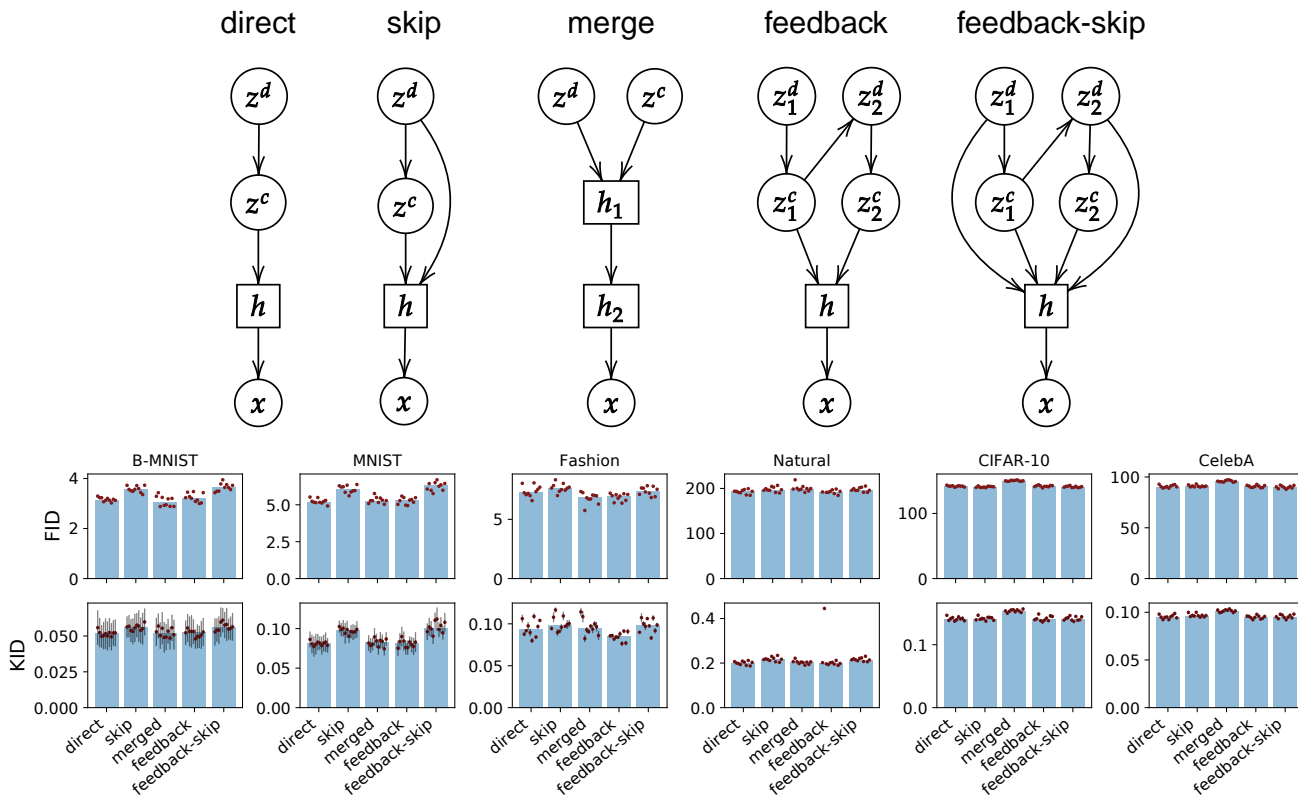 direct skip merge feedback feedback-skip
z^d z^d z^d z^c z_1^d z_2^d z_1^d z_2^d
z^c z^c h_1 z_1^c z_2^c z_1^c z_2^c
h h h_2 h h
x x x x x
B-MNIST MNIST Fashion Natural CIFAR-10 CelebA
FID
4
2
0
5.0
2.5
0.0
5
0
200
100
0
100
0
100
50
0
KID
0.050
0.025
0.000
0.10
0.05
0.00
0.10
0.05
0.00
0.4
0.2
0.0
0.1
0.0
0.10
0.05
0.00
direct skip merged feedback feedback-skip
direct skip merged feedback feedback-skip
direct skip merged feedback feedback-skip
direct skip merged feedback feedback-skip
direct skip merged feedback feedback-skip
direct skip merged feedback feedback-skip